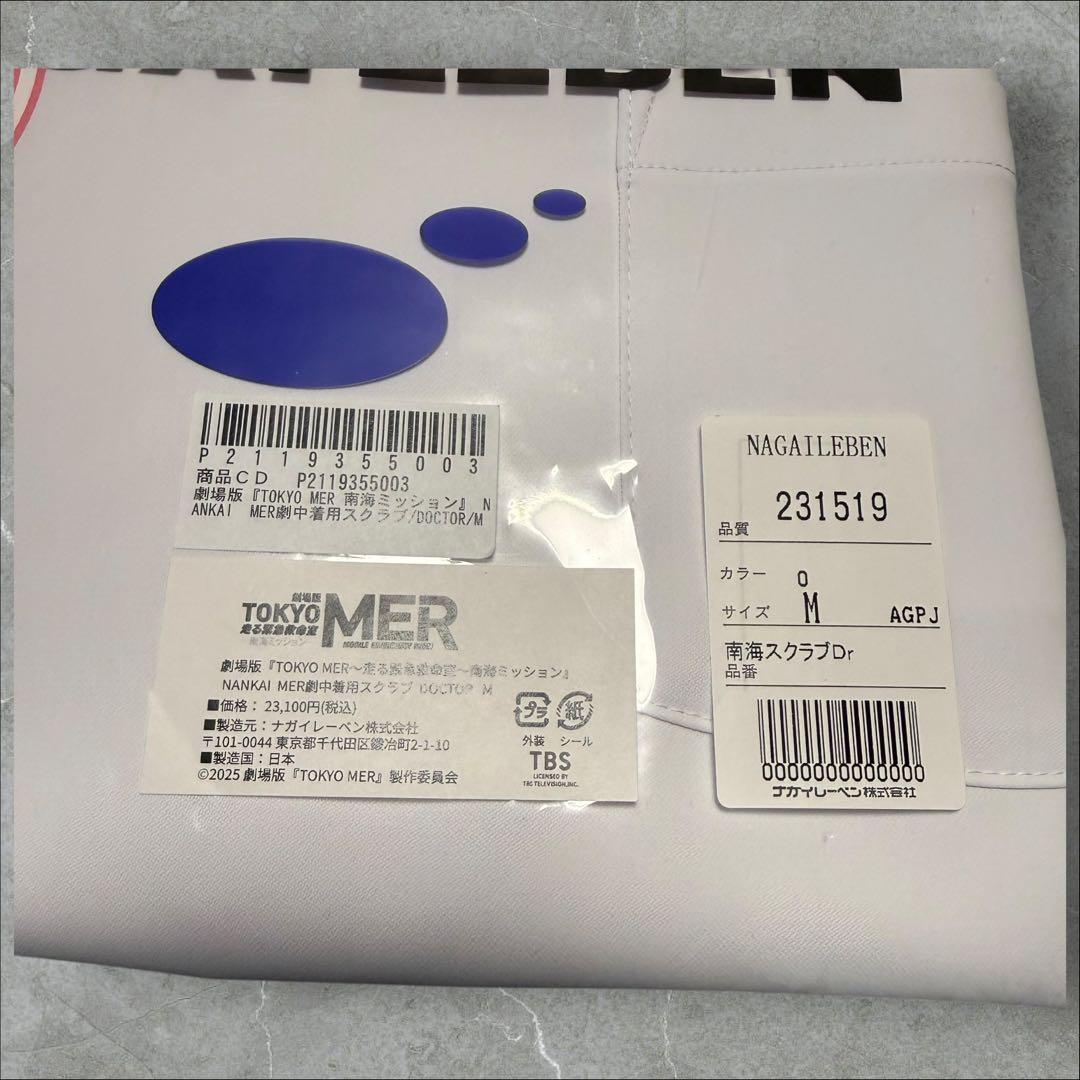 NAGAILEBEN
P2119355003
商品CD P2119355003
劇場版『TOKYO MER 南海ミッション』 N
ANKAI MER劇中着用スクラブ/DOCTOR/M
劇場版
TOKYO MER
走る緊急救命室
南海ミッション
MOBILE EMERGENCY ROOM
劇場版『TOKYO MER～走る緊急救命室～南海ミッション』
NANKAI MER劇中着用スクラブ DOCTOR M
■価格： 23,100円(税込)
■製造元：ナガイレーベン株式会社
〒101-0044 東京都千代田区鍛冶町2-1-10
■製造国：日本
©2025 劇場版『TOKYO MER』製作委員会
プラ 紙
外装 シール
TBS
LICENSED BY
TBS TELEVISION, INC.
NAGAILEBEN
231519
品質
カラー 0
サイズ M AGPJ
南海スクラブDr
品番
0000000000000
ナガイレーベン株式会社